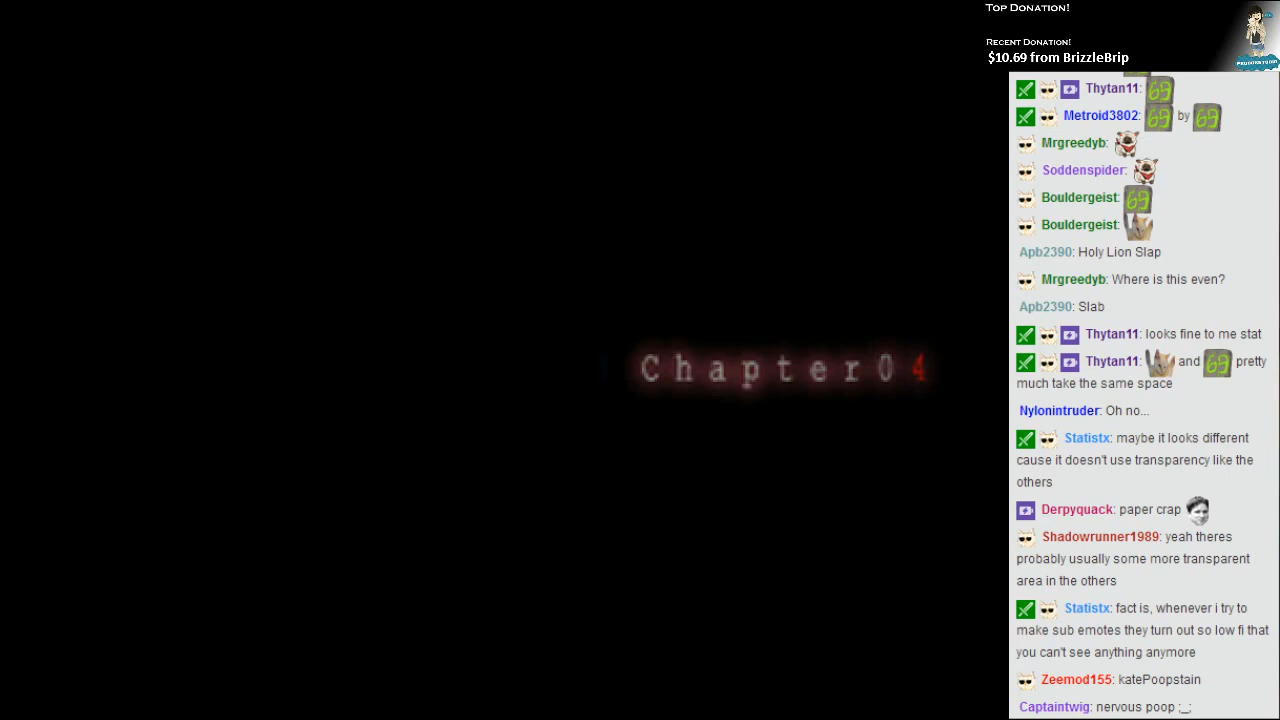 Top Donation!
Recent Donation!
$10.69 from BrizzleBrip
Thytan11: 69
Metroid3802: 69 by 69
Mrgreedyb:
Soddenspider:
Bouldergeist: 69
Bouldergeist:
Apb2390: Holy Lion Slap
Mrgreedyb: Where is this even?
Apb2390: Slab
Thytan11: looks fine to me stat
Thytan11: and 69 pretty
much take the same space
Nylonintruder: Oh no...
Statistx: maybe it looks different
cause it doesn't use transparency like the
others
Derpyquack: paper crap
Shadowrunner1989: yeah theres
probably usually some more transparent
area in the others
Statistx: fact is, whenever i try to
make sub emotes they turn out so low fi that
you can't see anything anymore
Zeemod155: katePoopstain
Captaintwig: nervous poop ;_;
Chapter04